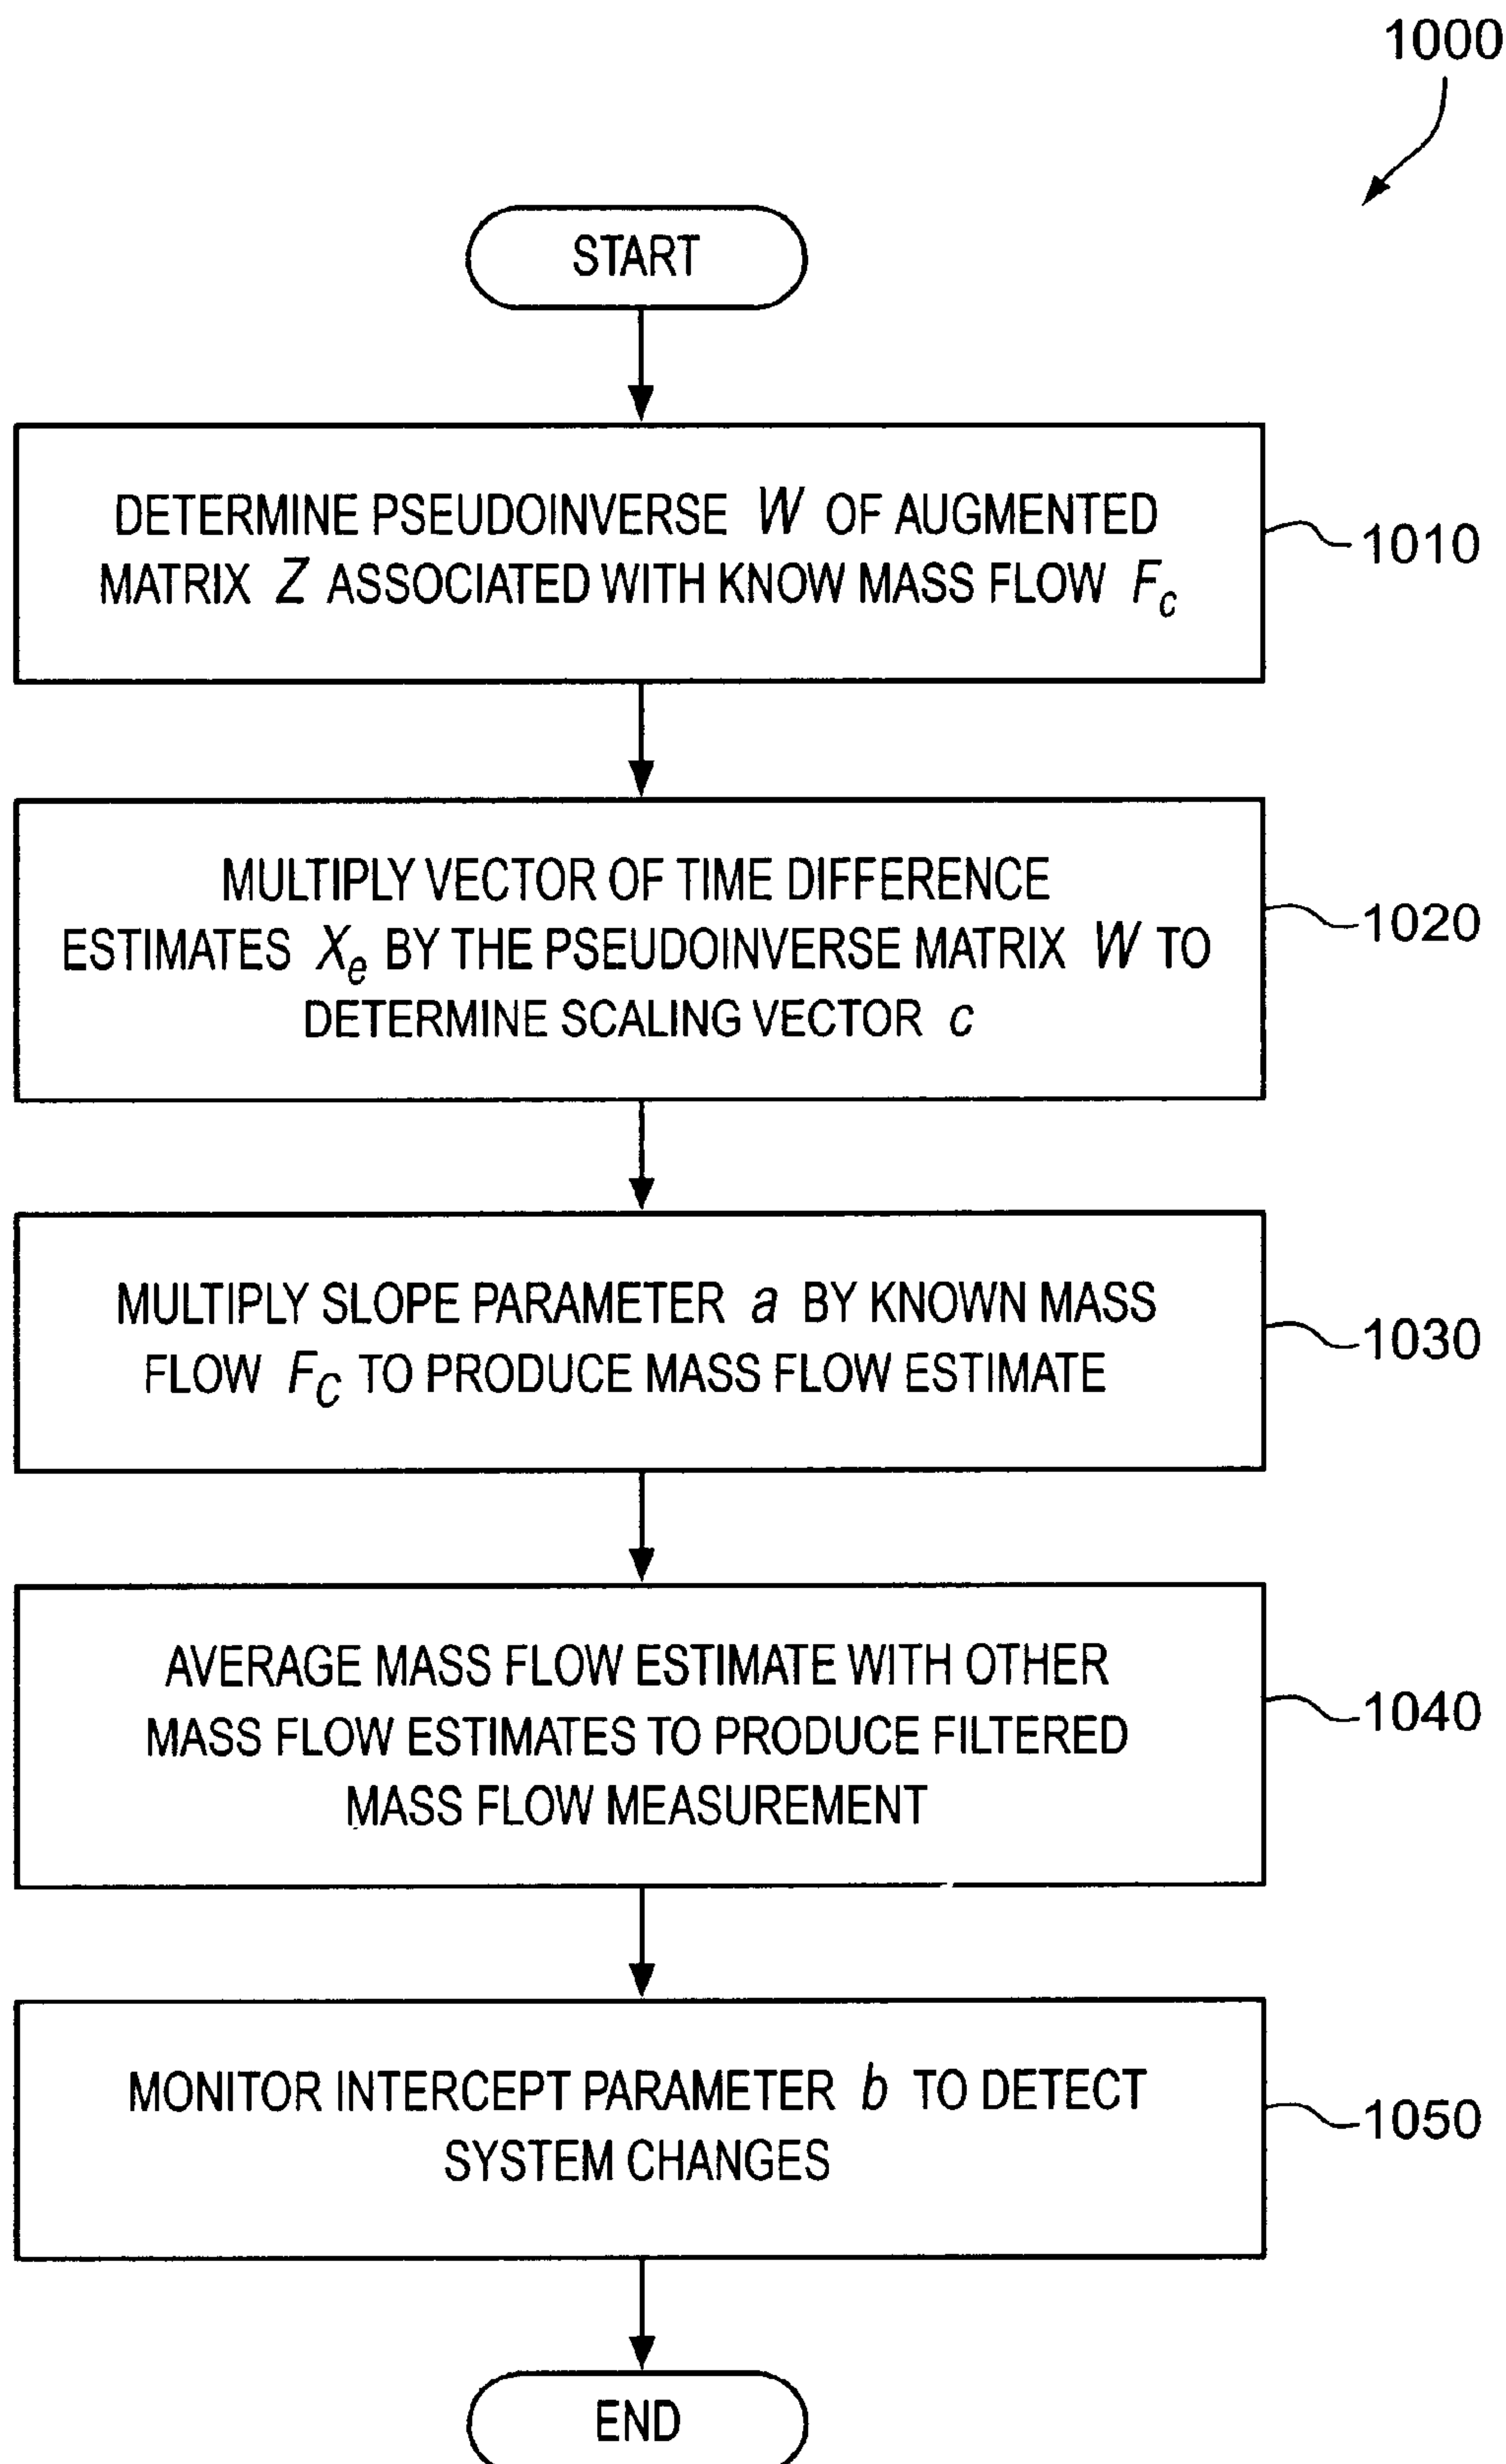 1000
START
DETERMINE PSEUDOINVERSE W OF AUGMENTED
MATRIX Z ASSOCIATED WITH KNOW MASS FLOW Fc
1010
MULTIPLY VECTOR OF TIME DIFFERENCE
ESTIMATES Xe BY THE PSEUDOINVERSE MATRIX W TO
DETERMINE SCALING VECTOR c
1020
MULTIPLY SLOPE PARAMETER a BY KNOWN MASS
FLOW FC TO PRODUCE MASS FLOW ESTIMATE
1030
AVERAGE MASS FLOW ESTIMATE WITH OTHER
MASS FLOW ESTIMATES TO PRODUCE FILTERED
MASS FLOW MEASUREMENT
1040
MONITOR INTERCEPT PARAMETER b TO DETECT
SYSTEM CHANGES
1050
END